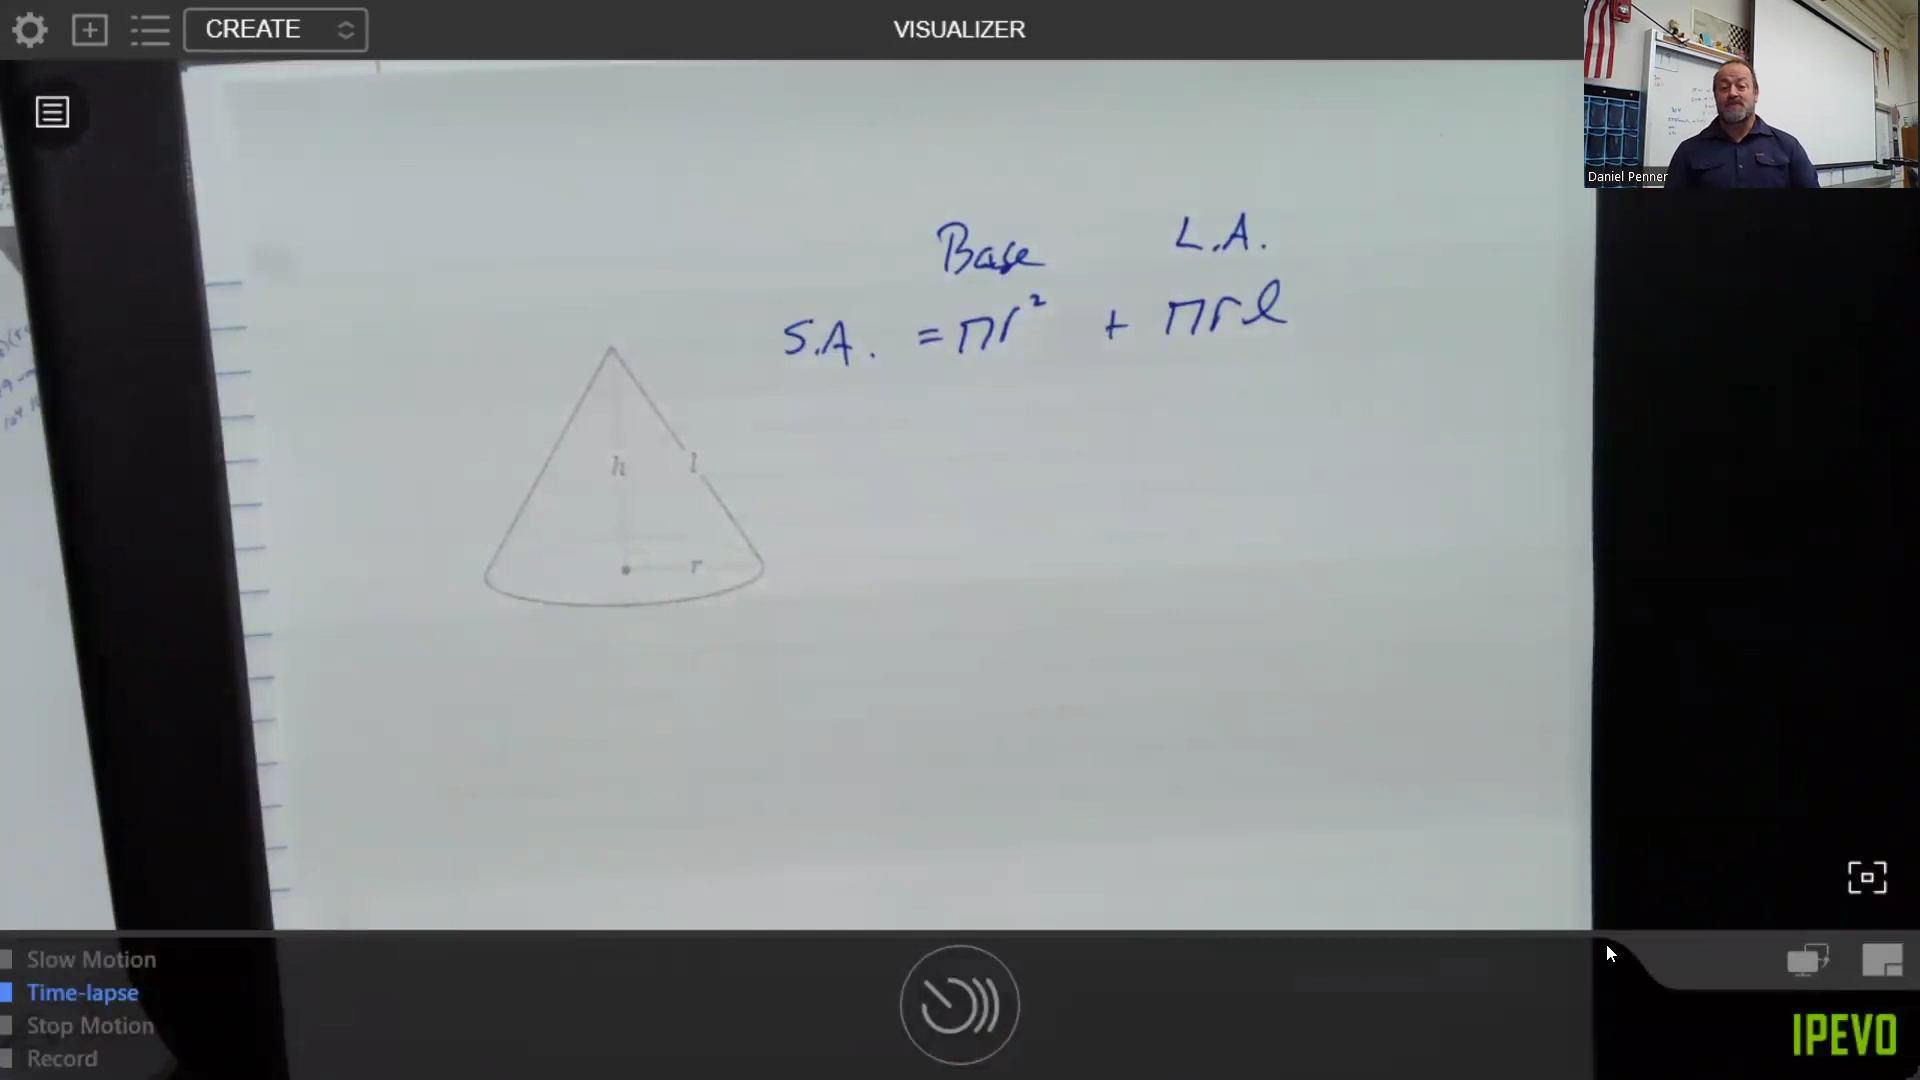 CREATE
VISUALIZER
Daniel Penner
Base L.A.
S.A. = πr² + πrl
h
l
r
Slow Motion
Time-lapse
Stop Motion
Record
IPEVO